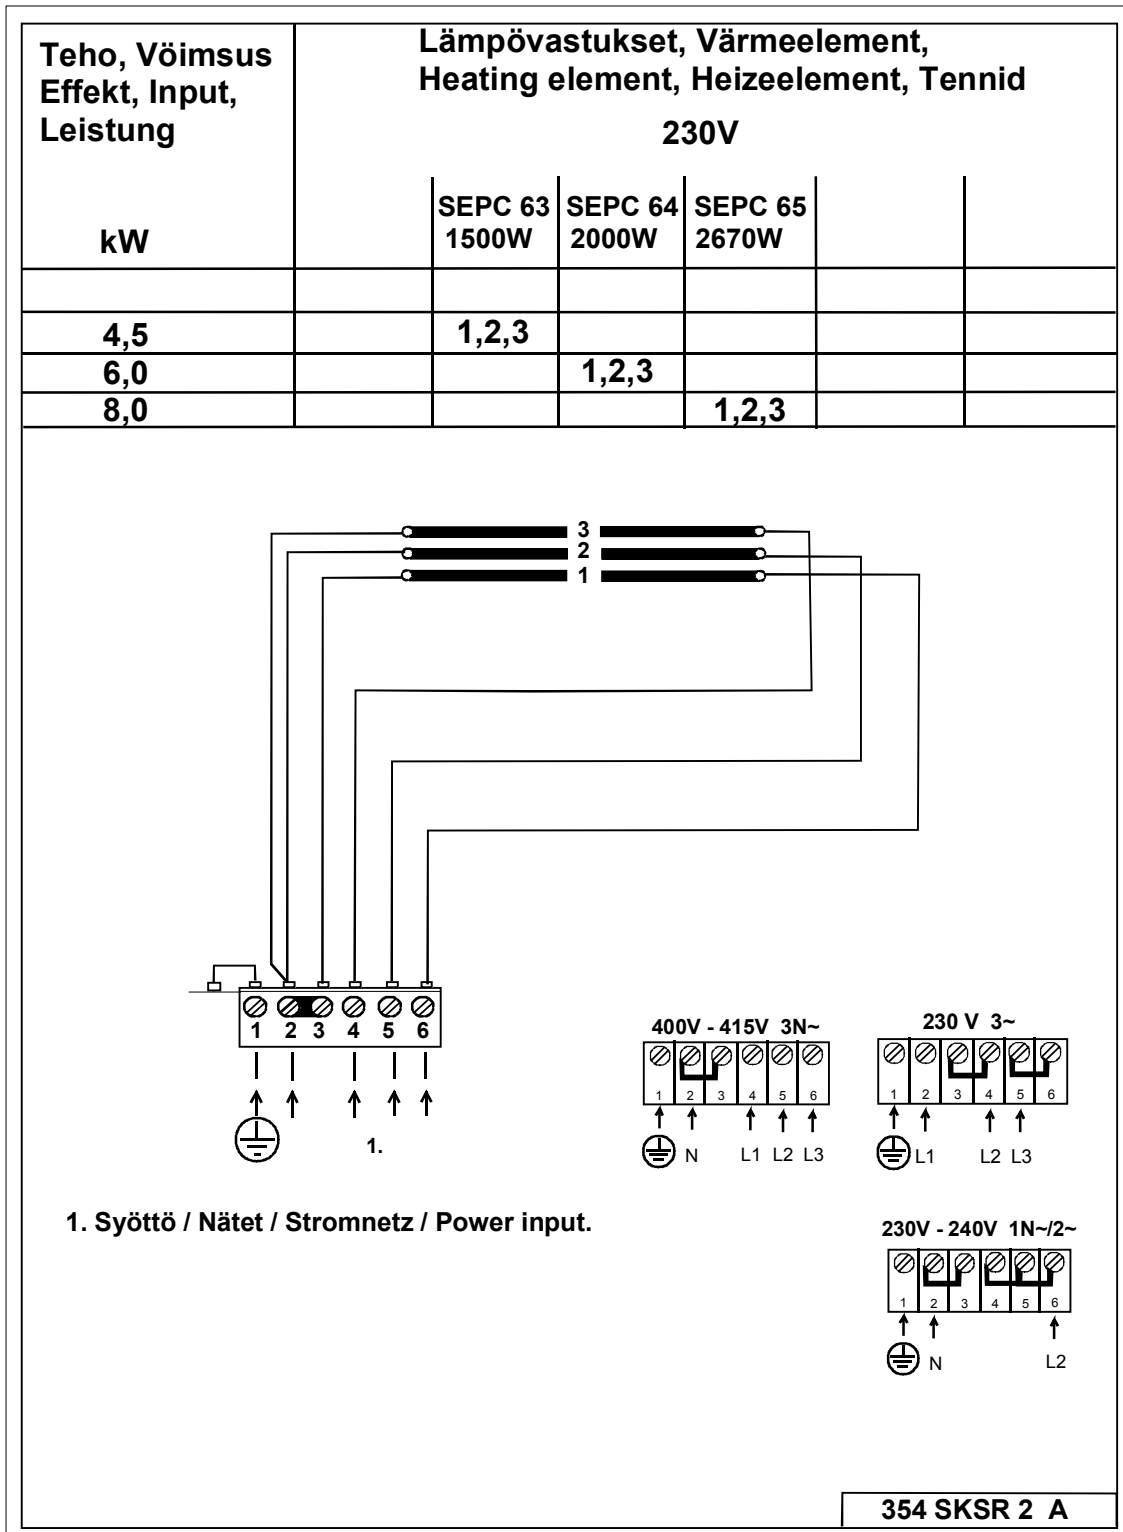 Teho, Vöimsus
Effekt, Input,
Leistung
kW
Lämpövastukset, Värmeelement,
Heating element, Heizeelement, Tennid
230V
SEPC 63 SEPC 64 SEPC 65
1500W 2000W 2670W
4,5 1,2,3
6,0 1,2,3
8,0 1,2,3
3
2
1
1 2 3 4 5 6
1.
400V - 415V 3N~
1 2 3 4 5 6
N L1 L2 L3
230 V 3~
1 2 3 4 5 6
L1 L2 L3
1. Syöttö / Nätet / Stromnetz / Power input.
230V - 240V 1N~/2~
1 2 3 4 5 6
N L2
354 SKSR 2 A